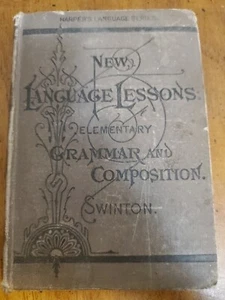 HARPER'S LANGUAGE SERIES.
NEW
LANGUAGE LESSONS:
ELEMENTARY
GRAMMAR AND
COMPOSITION.
SWINTON.